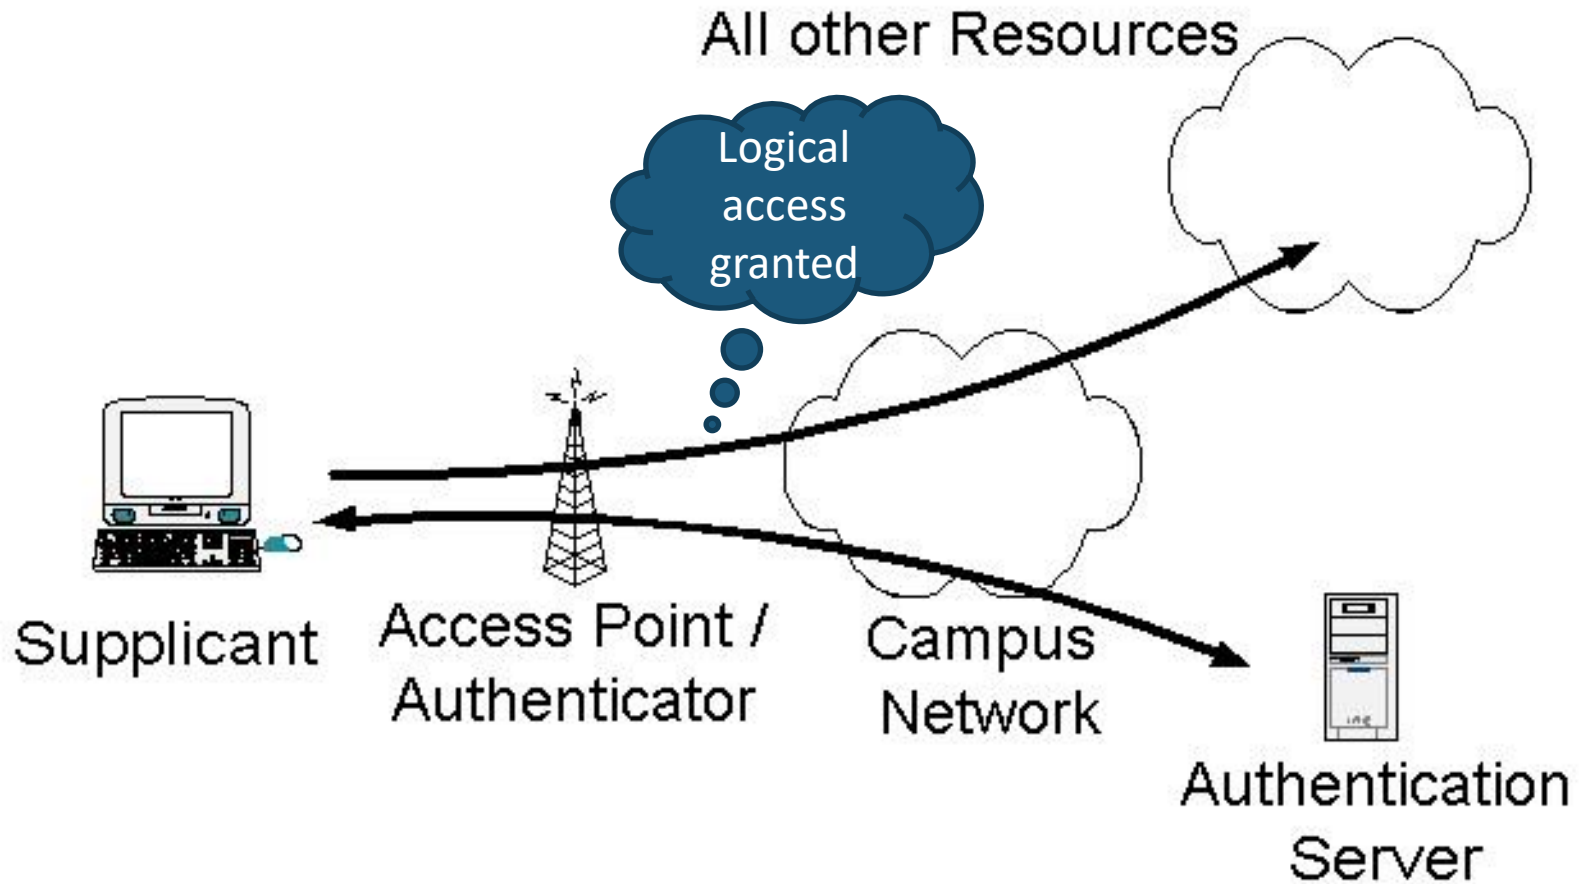 All other Resources
Logical
access
granted
Supplicant
Access Point /
Authenticator
Campus
Network
Authentication
Server